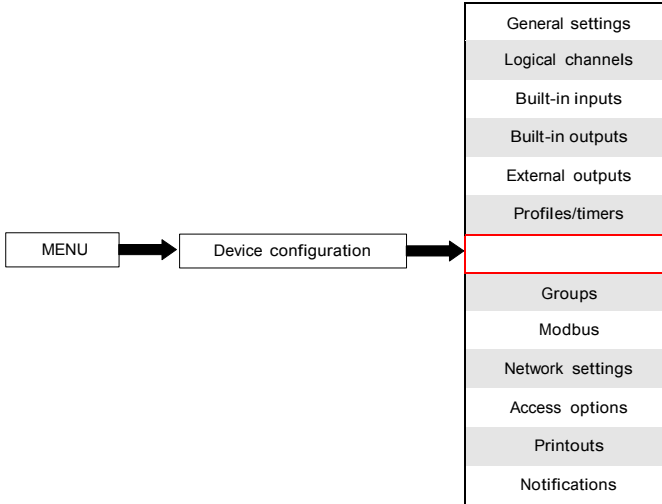 General settings
Logical channels
Built-in inputs
Built-in outputs
External outputs
Profiles/timers
MENU
Device configuration
Groups
Modbus
Network settings
Access options
Printouts
Notifications